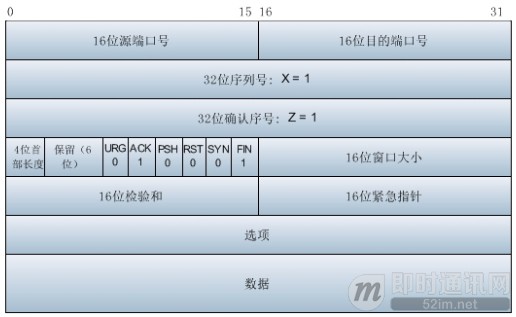 0 15 16 31
16位源端口号 16位目的端口号
32位序列号: X = 1
32位确认序号: Z = 1
4位首部长度 保留（6位） URG 0 ACK 1 PSH 0 RST 0 SYN 0 FIN 1 16位窗口大小
16位检验和 16位紧急指针
选项
数据
m 即时通讯网
52im.net